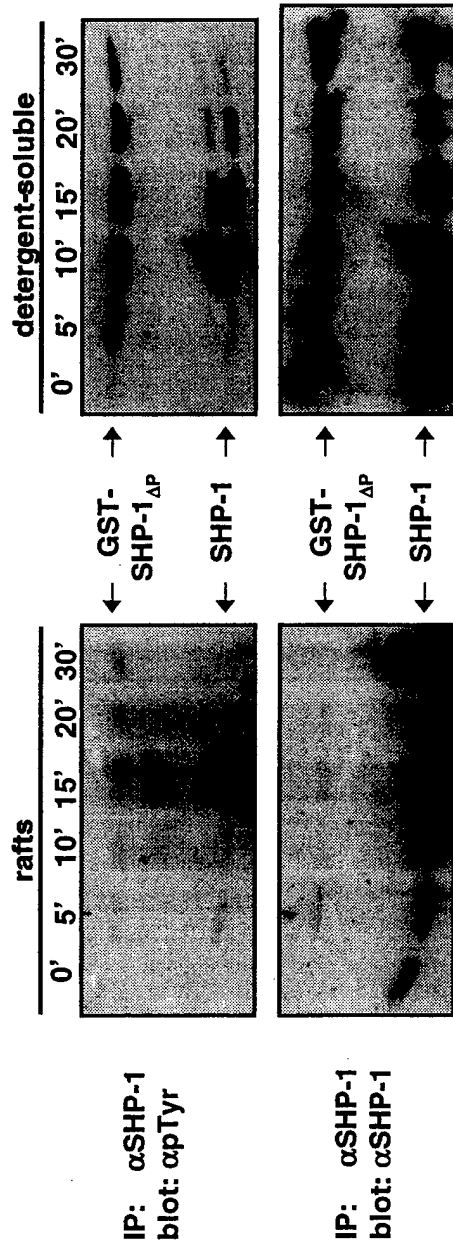 rafts
detergent-soluble
0' 5' 10' 15' 20' 30'
0' 5' 10' 15' 20' 30'
IP: αSHP-1
blot: αpTyr
← GST- →
SHP-1ΔP
← SHP-1 →
IP: αSHP-1
blot: αSHP-1
← GST- →
SHP-1ΔP
← SHP-1 →